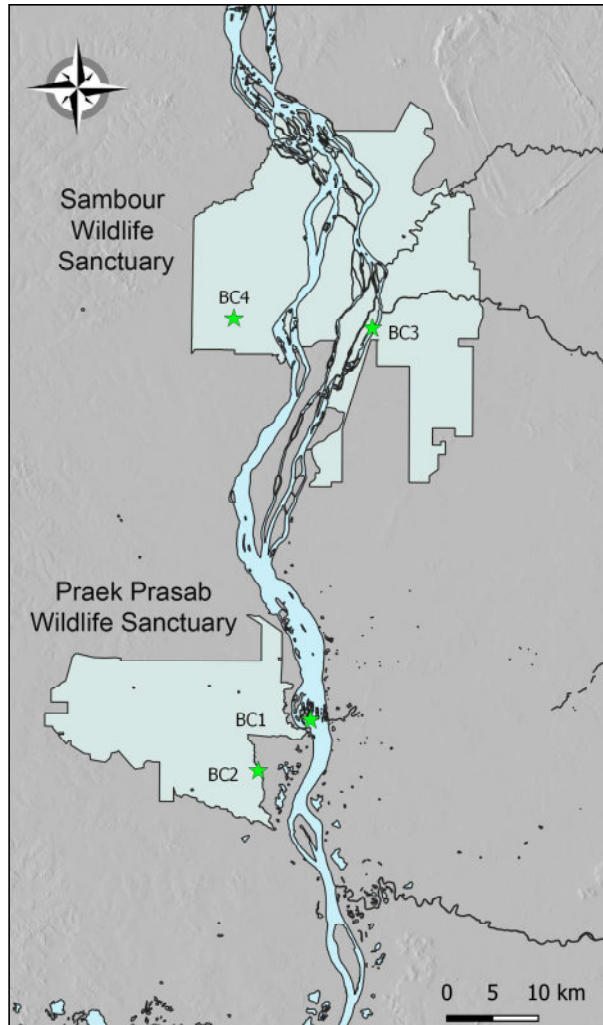 Sambour
Wildlife
Sanctuary
BC4
BC3
Praek Prasab
Wildlife Sanctuary
BC1
BC2
0 5 10 km